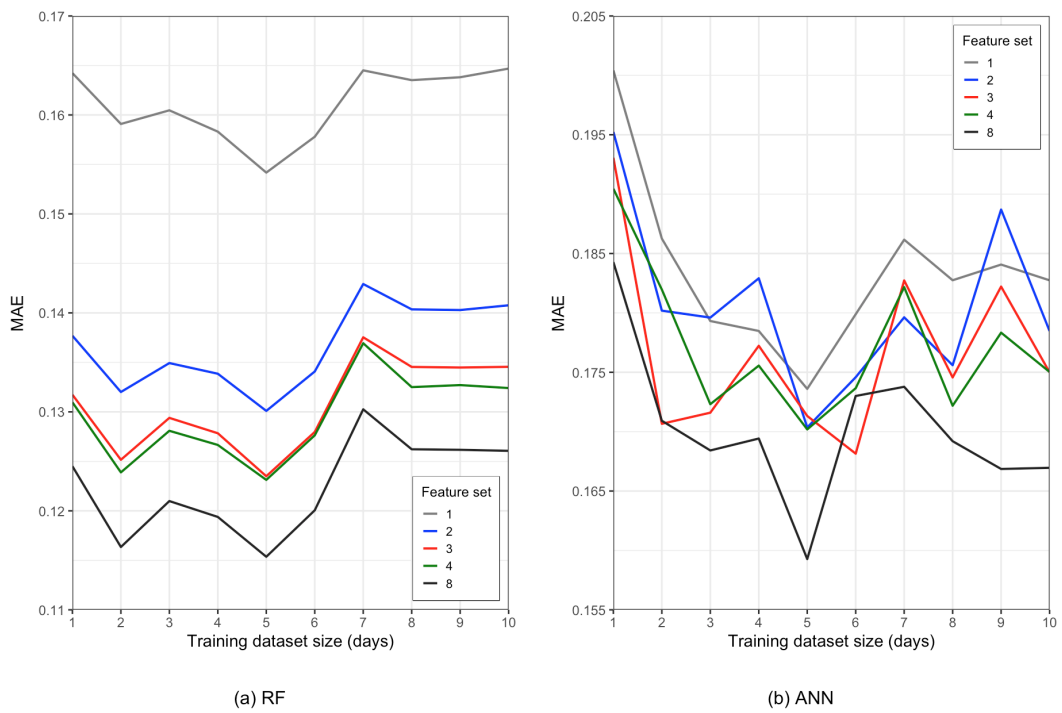 0.17
0.16
0.15
0.14
0.13
0.12
0.11
MAE
1 2 3 4 5 6 7 8 9 10
Training dataset size (days)
Feature set
1
2
3
4
8
(a) RF
0.205
0.195
0.185
0.175
0.165
0.155
MAE
1 2 3 4 5 6 7 8 9 10
Training dataset size (days)
Feature set
1
2
3
4
8
(b) ANN